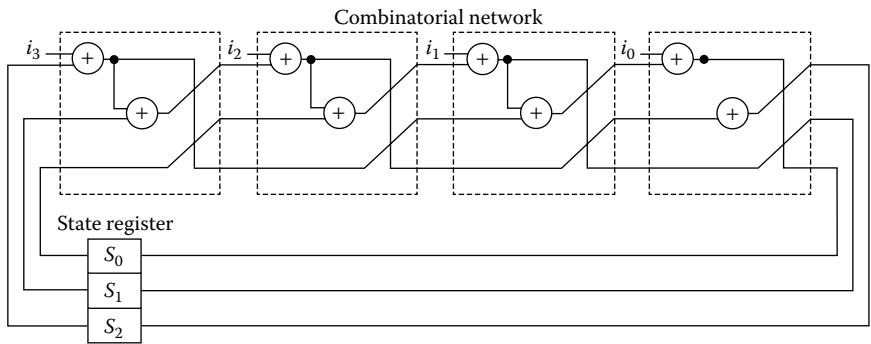 Combinatorial network
i3 i2 i1 i0
+ + + +
+ + + +
State register
S0
S1
S2